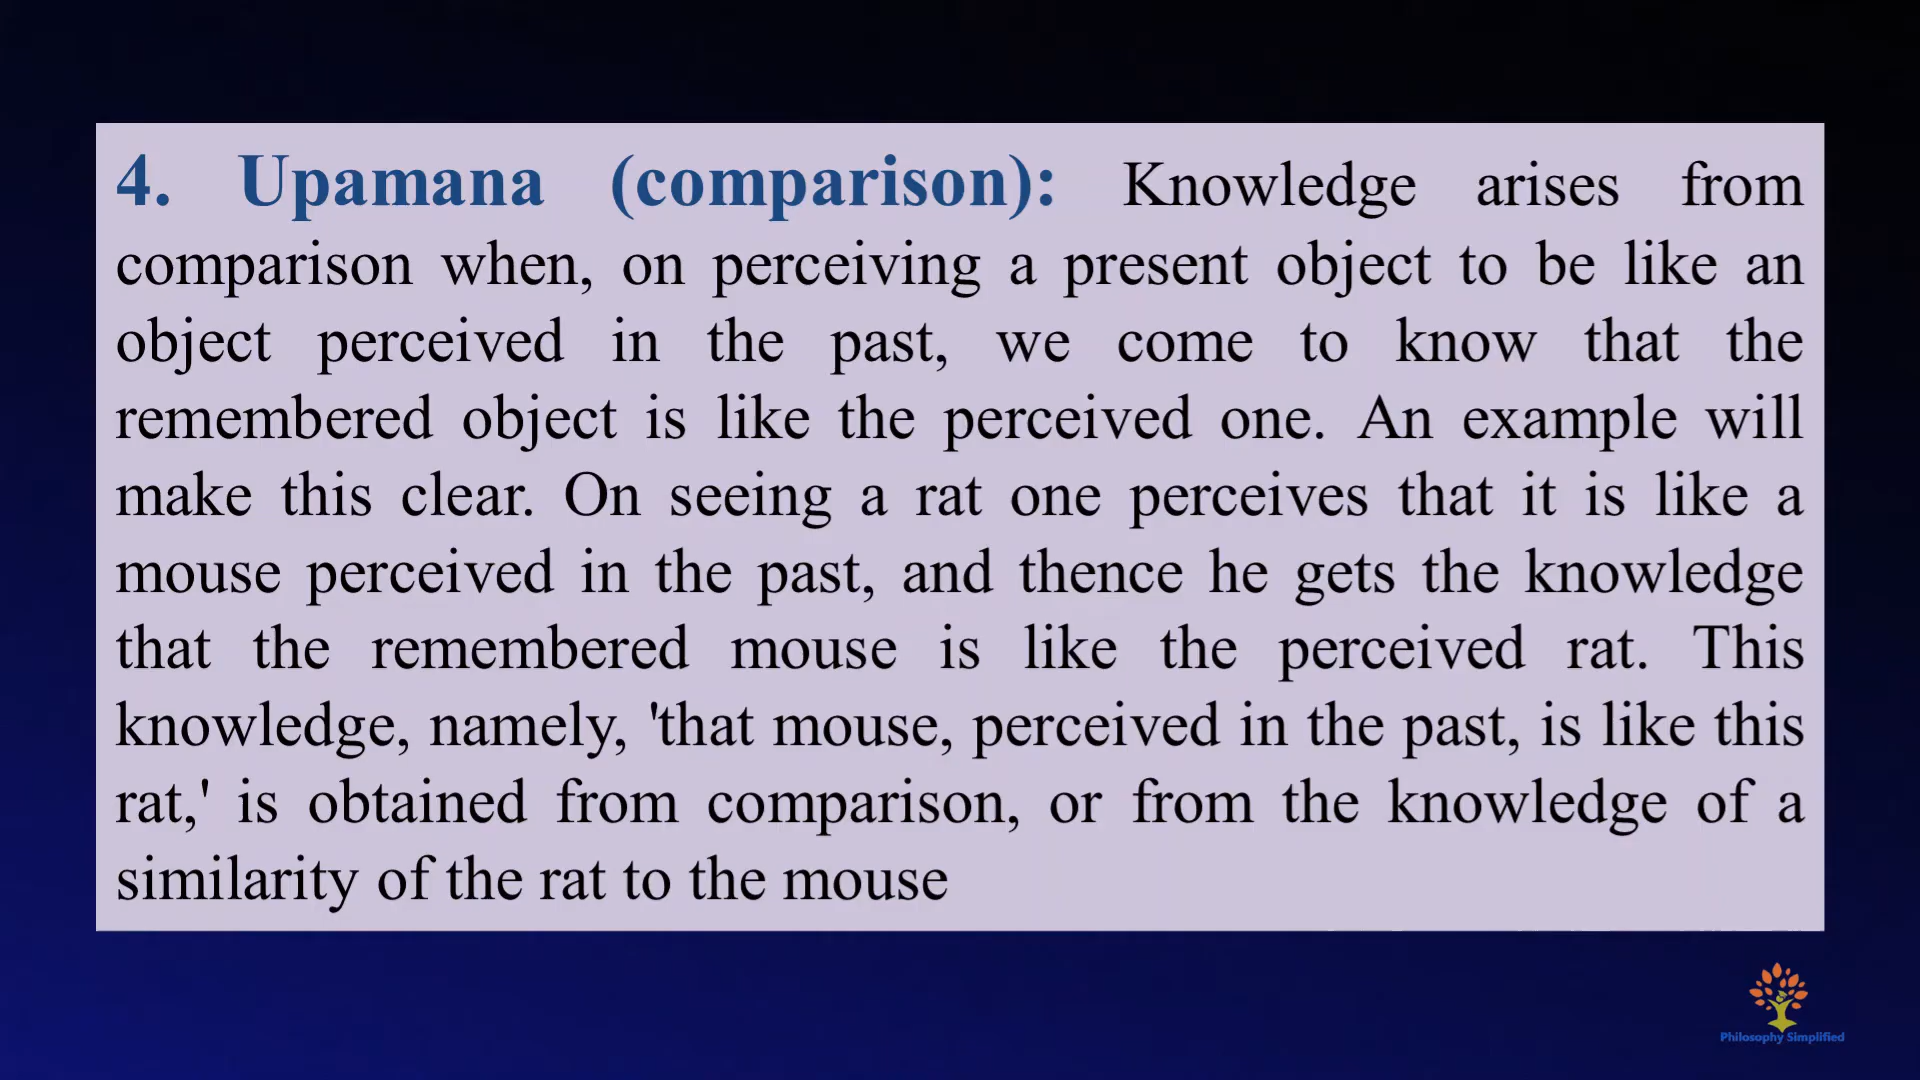 4. Upamana (comparison): Knowledge arises from
comparison when, on perceiving a present object to be like an
object perceived in the past, we come to know that the
remembered object is like the perceived one. An example will
make this clear. On seeing a rat one perceives that it is like a
mouse perceived in the past, and thence he gets the knowledge
that the remembered mouse is like the perceived rat. This
knowledge, namely, 'that mouse, perceived in the past, is like this
rat,' is obtained from comparison, or from the knowledge of a
similarity of the rat to the mouse
Philosophy Simplified